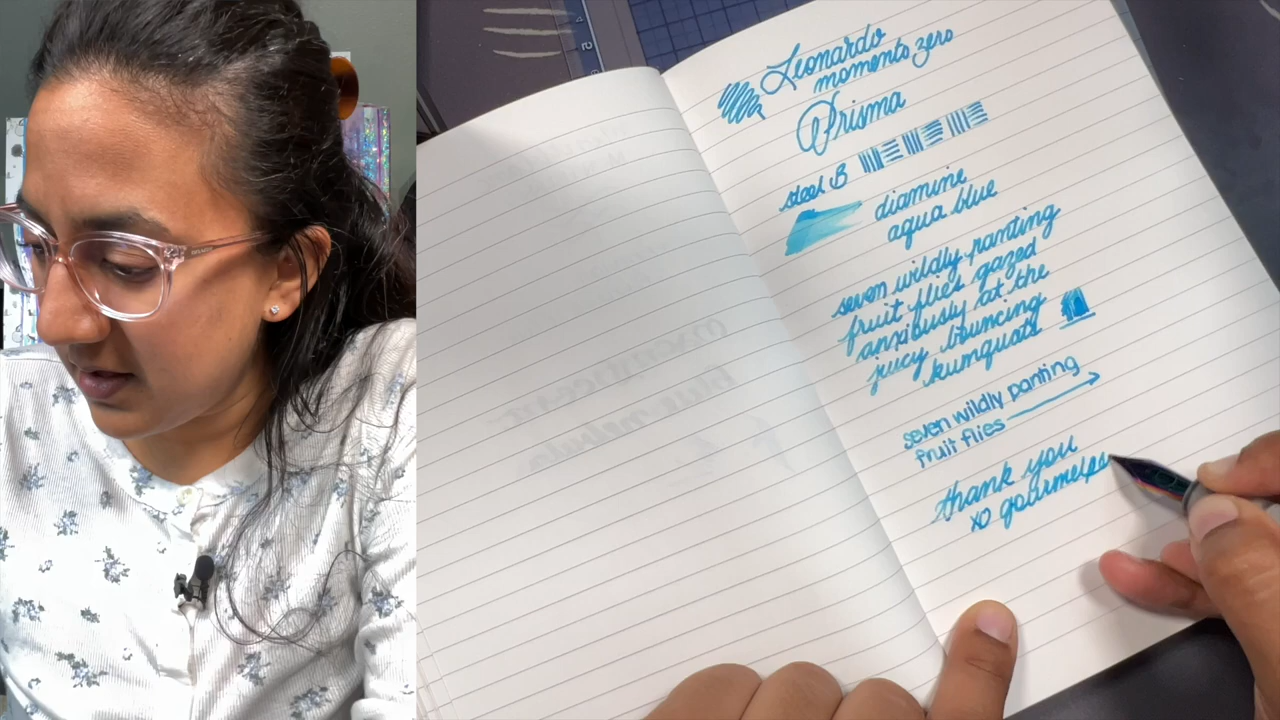 Leonardo
momento zero
Prisma
steel B
diamine
aqua blue
seven wildly panting
fruit flies gazed
anxiously at the
juicy bouncing
kumquats
seven wildly panting
fruit flies
thank you
xo gourmetpens